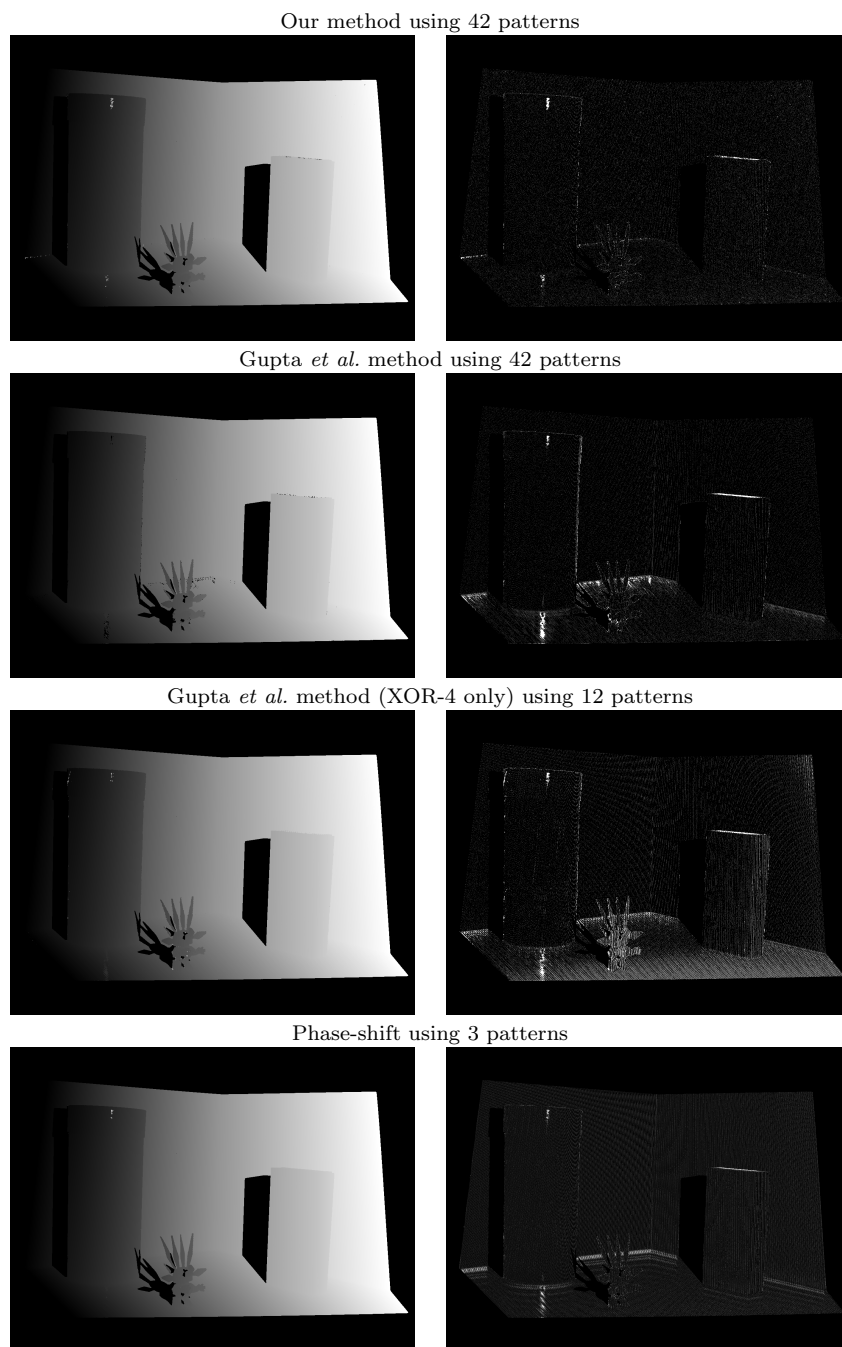 Our method using 42 patterns
Gupta et al. method using 42 patterns
Gupta et al. method (XOR-4 only) using 12 patterns
Phase-shift using 3 patterns